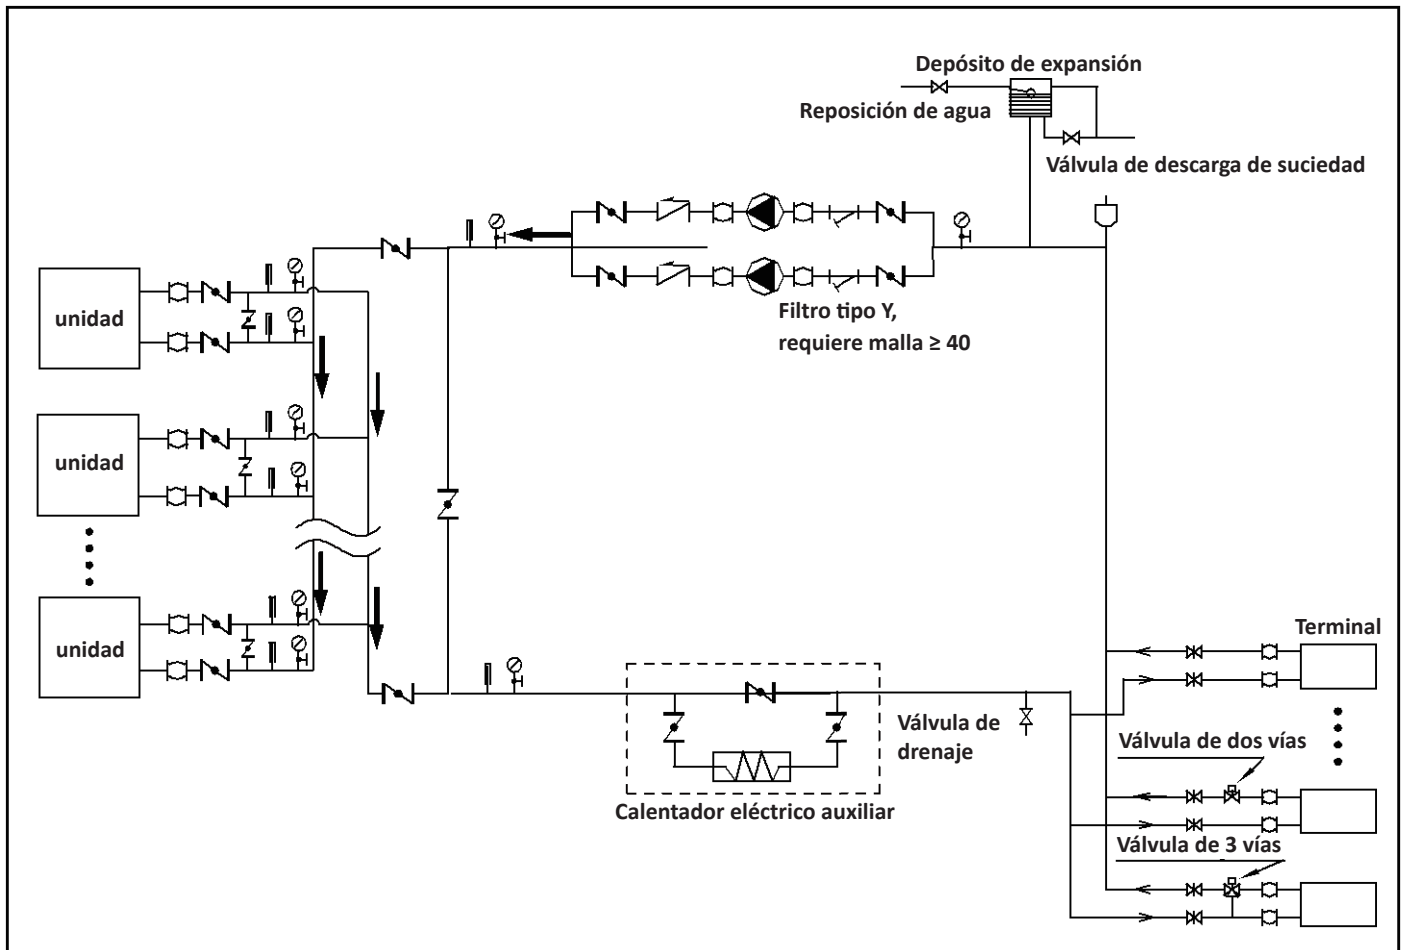 Depósito de expansión
Reposición de agua
Válvula de descarga de suciedad
unidad
Filtro tipo Y,
requiere malla ≥ 40
unidad
unidad
Terminal
Válvula de
drenaje
Válvula de dos vías
Calentador eléctrico auxiliar
Válvula de 3 vías